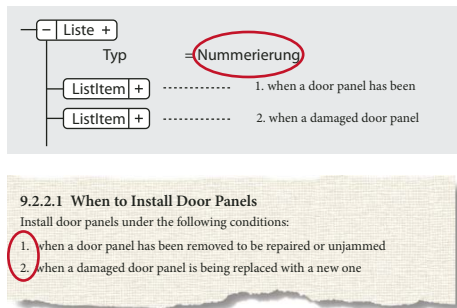 − Liste +
Typ = Nummerierung
ListItem + 1. when a door panel has been
ListItem + 2. when a damaged door panel
9.2.2.1 When to Install Door Panels
Install door panels under the following conditions:
1. when a door panel has been removed to be repaired or unjammed
2. when a damaged door panel is being replaced with a new one